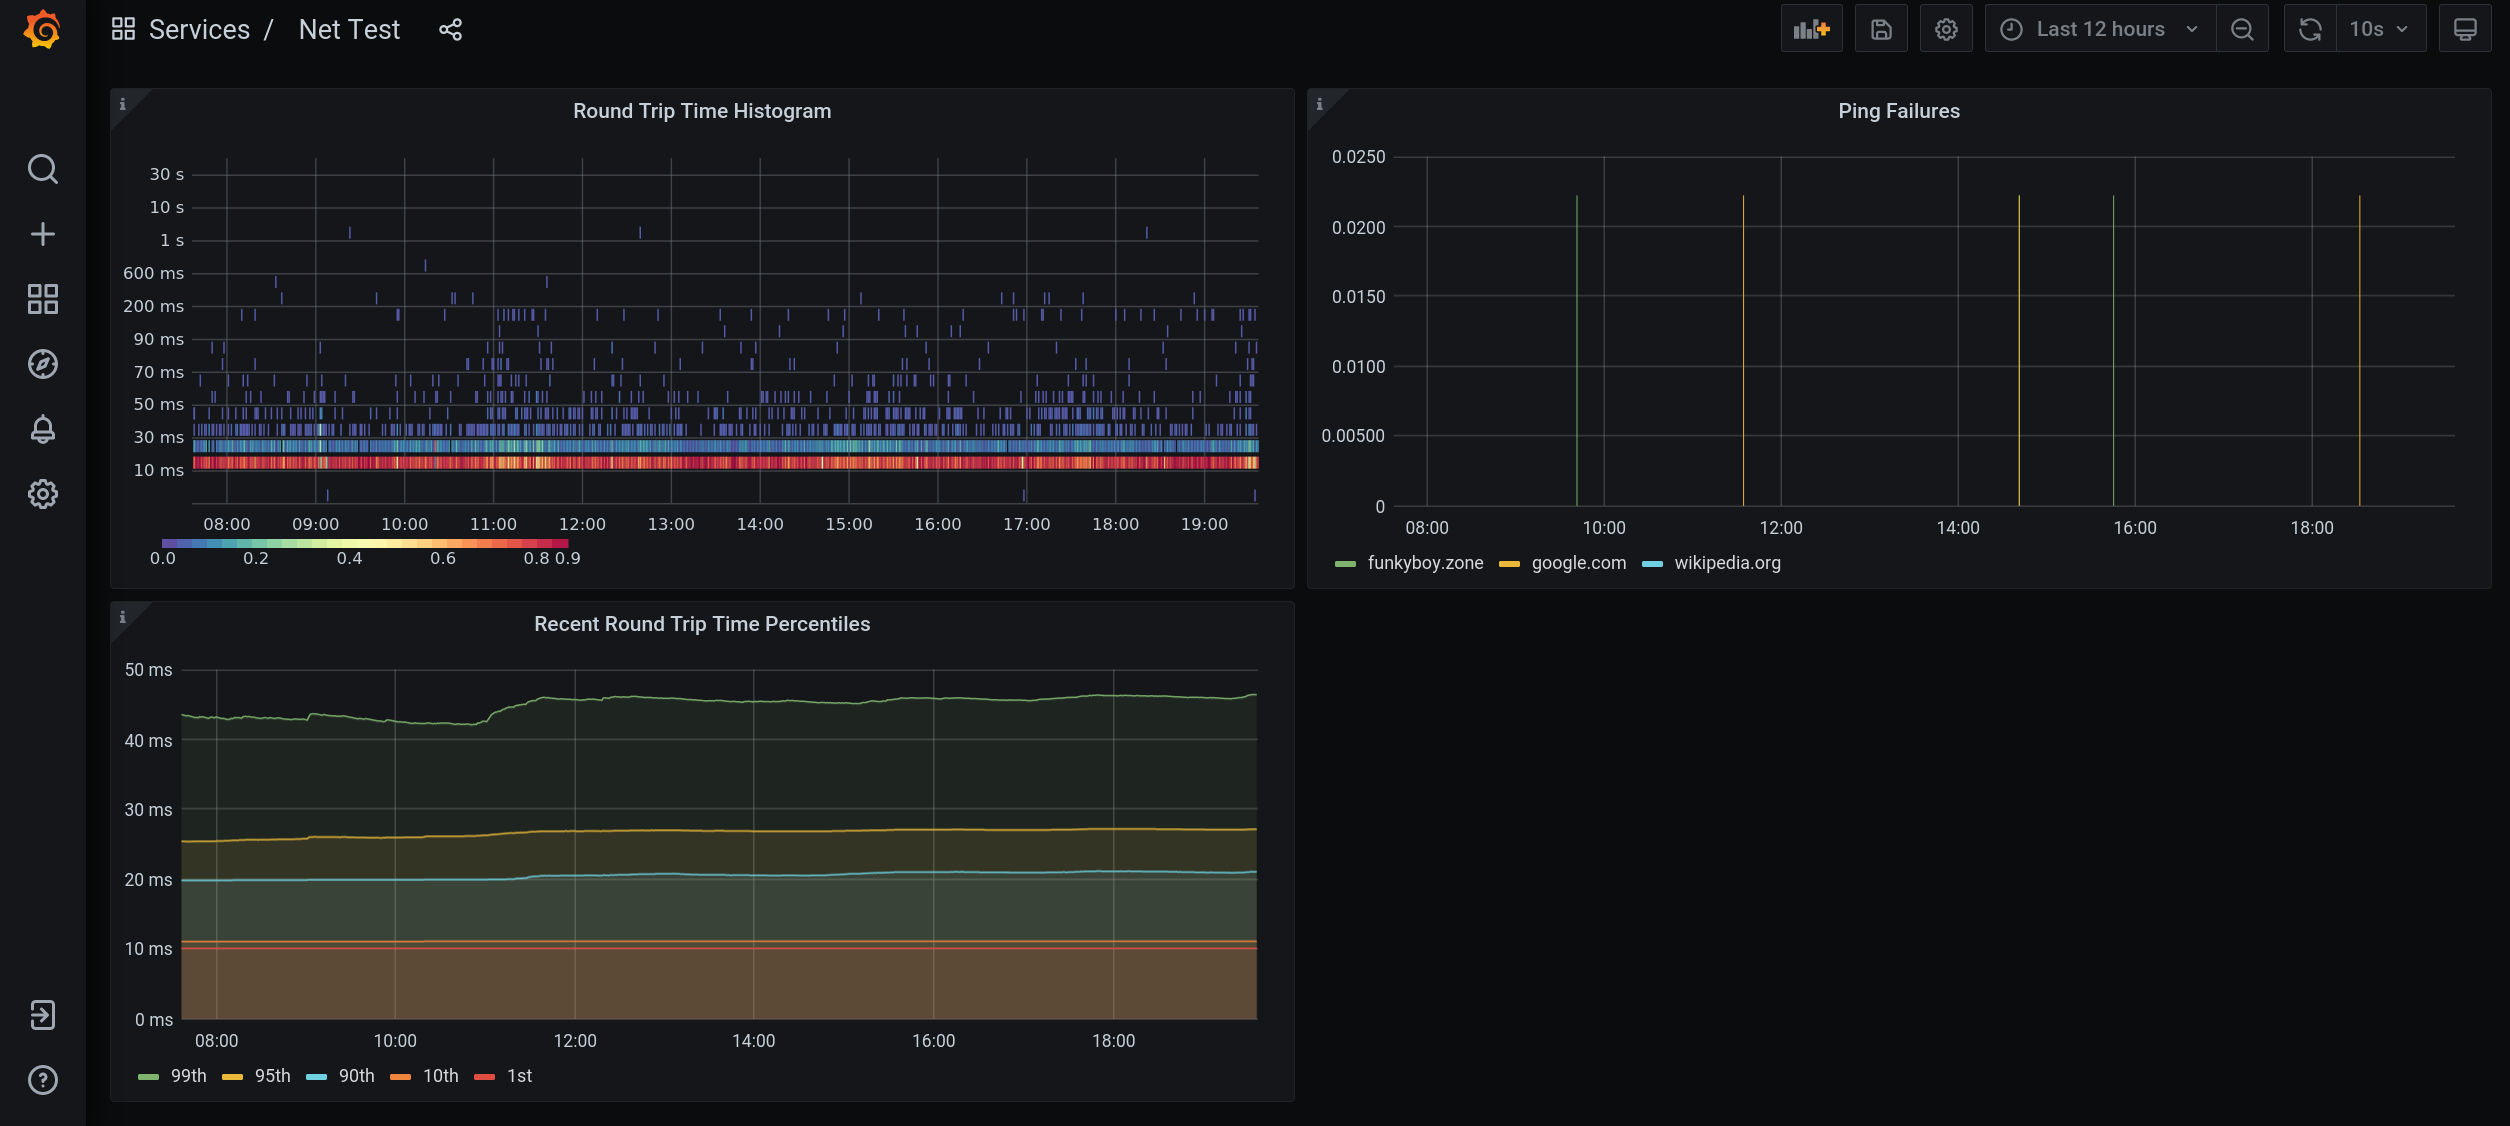 Services / Net Test
Last 12 hours
10s
Round Trip Time Histogram
30 s
10 s
1 s
600 ms
200 ms
90 ms
70 ms
50 ms
30 ms
10 ms
08:00 09:00 10:00 11:00 12:00 13:00 14:00 15:00 16:00 17:00 18:00 19:00
0.0 0.2 0.4 0.6 0.8 0.9
Ping Failures
0.0250
0.0200
0.0150
0.0100
0.00500
0
08:00 10:00 12:00 14:00 16:00 18:00
funkyboy.zone google.com wikipedia.org
Recent Round Trip Time Percentiles
50 ms
40 ms
30 ms
20 ms
10 ms
0 ms
08:00 10:00 12:00 14:00 16:00 18:00
99th 95th 90th 10th 1st